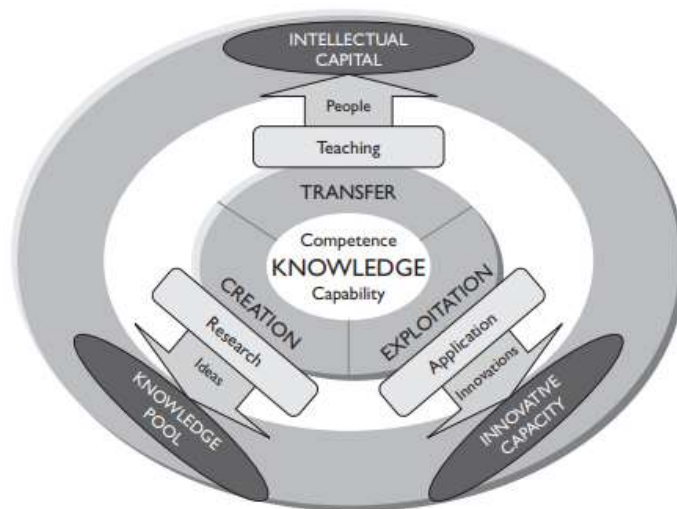 INTELLECTUAL
CAPITAL
People
Teaching
TRANSFER
Competence
KNOWLEDGE
Capability
CREATION
Research
Ideas
KNOWLEDGE
POOL
EXPLOITATION
Application
Innovations
INNOVATIVE
CAPACITY